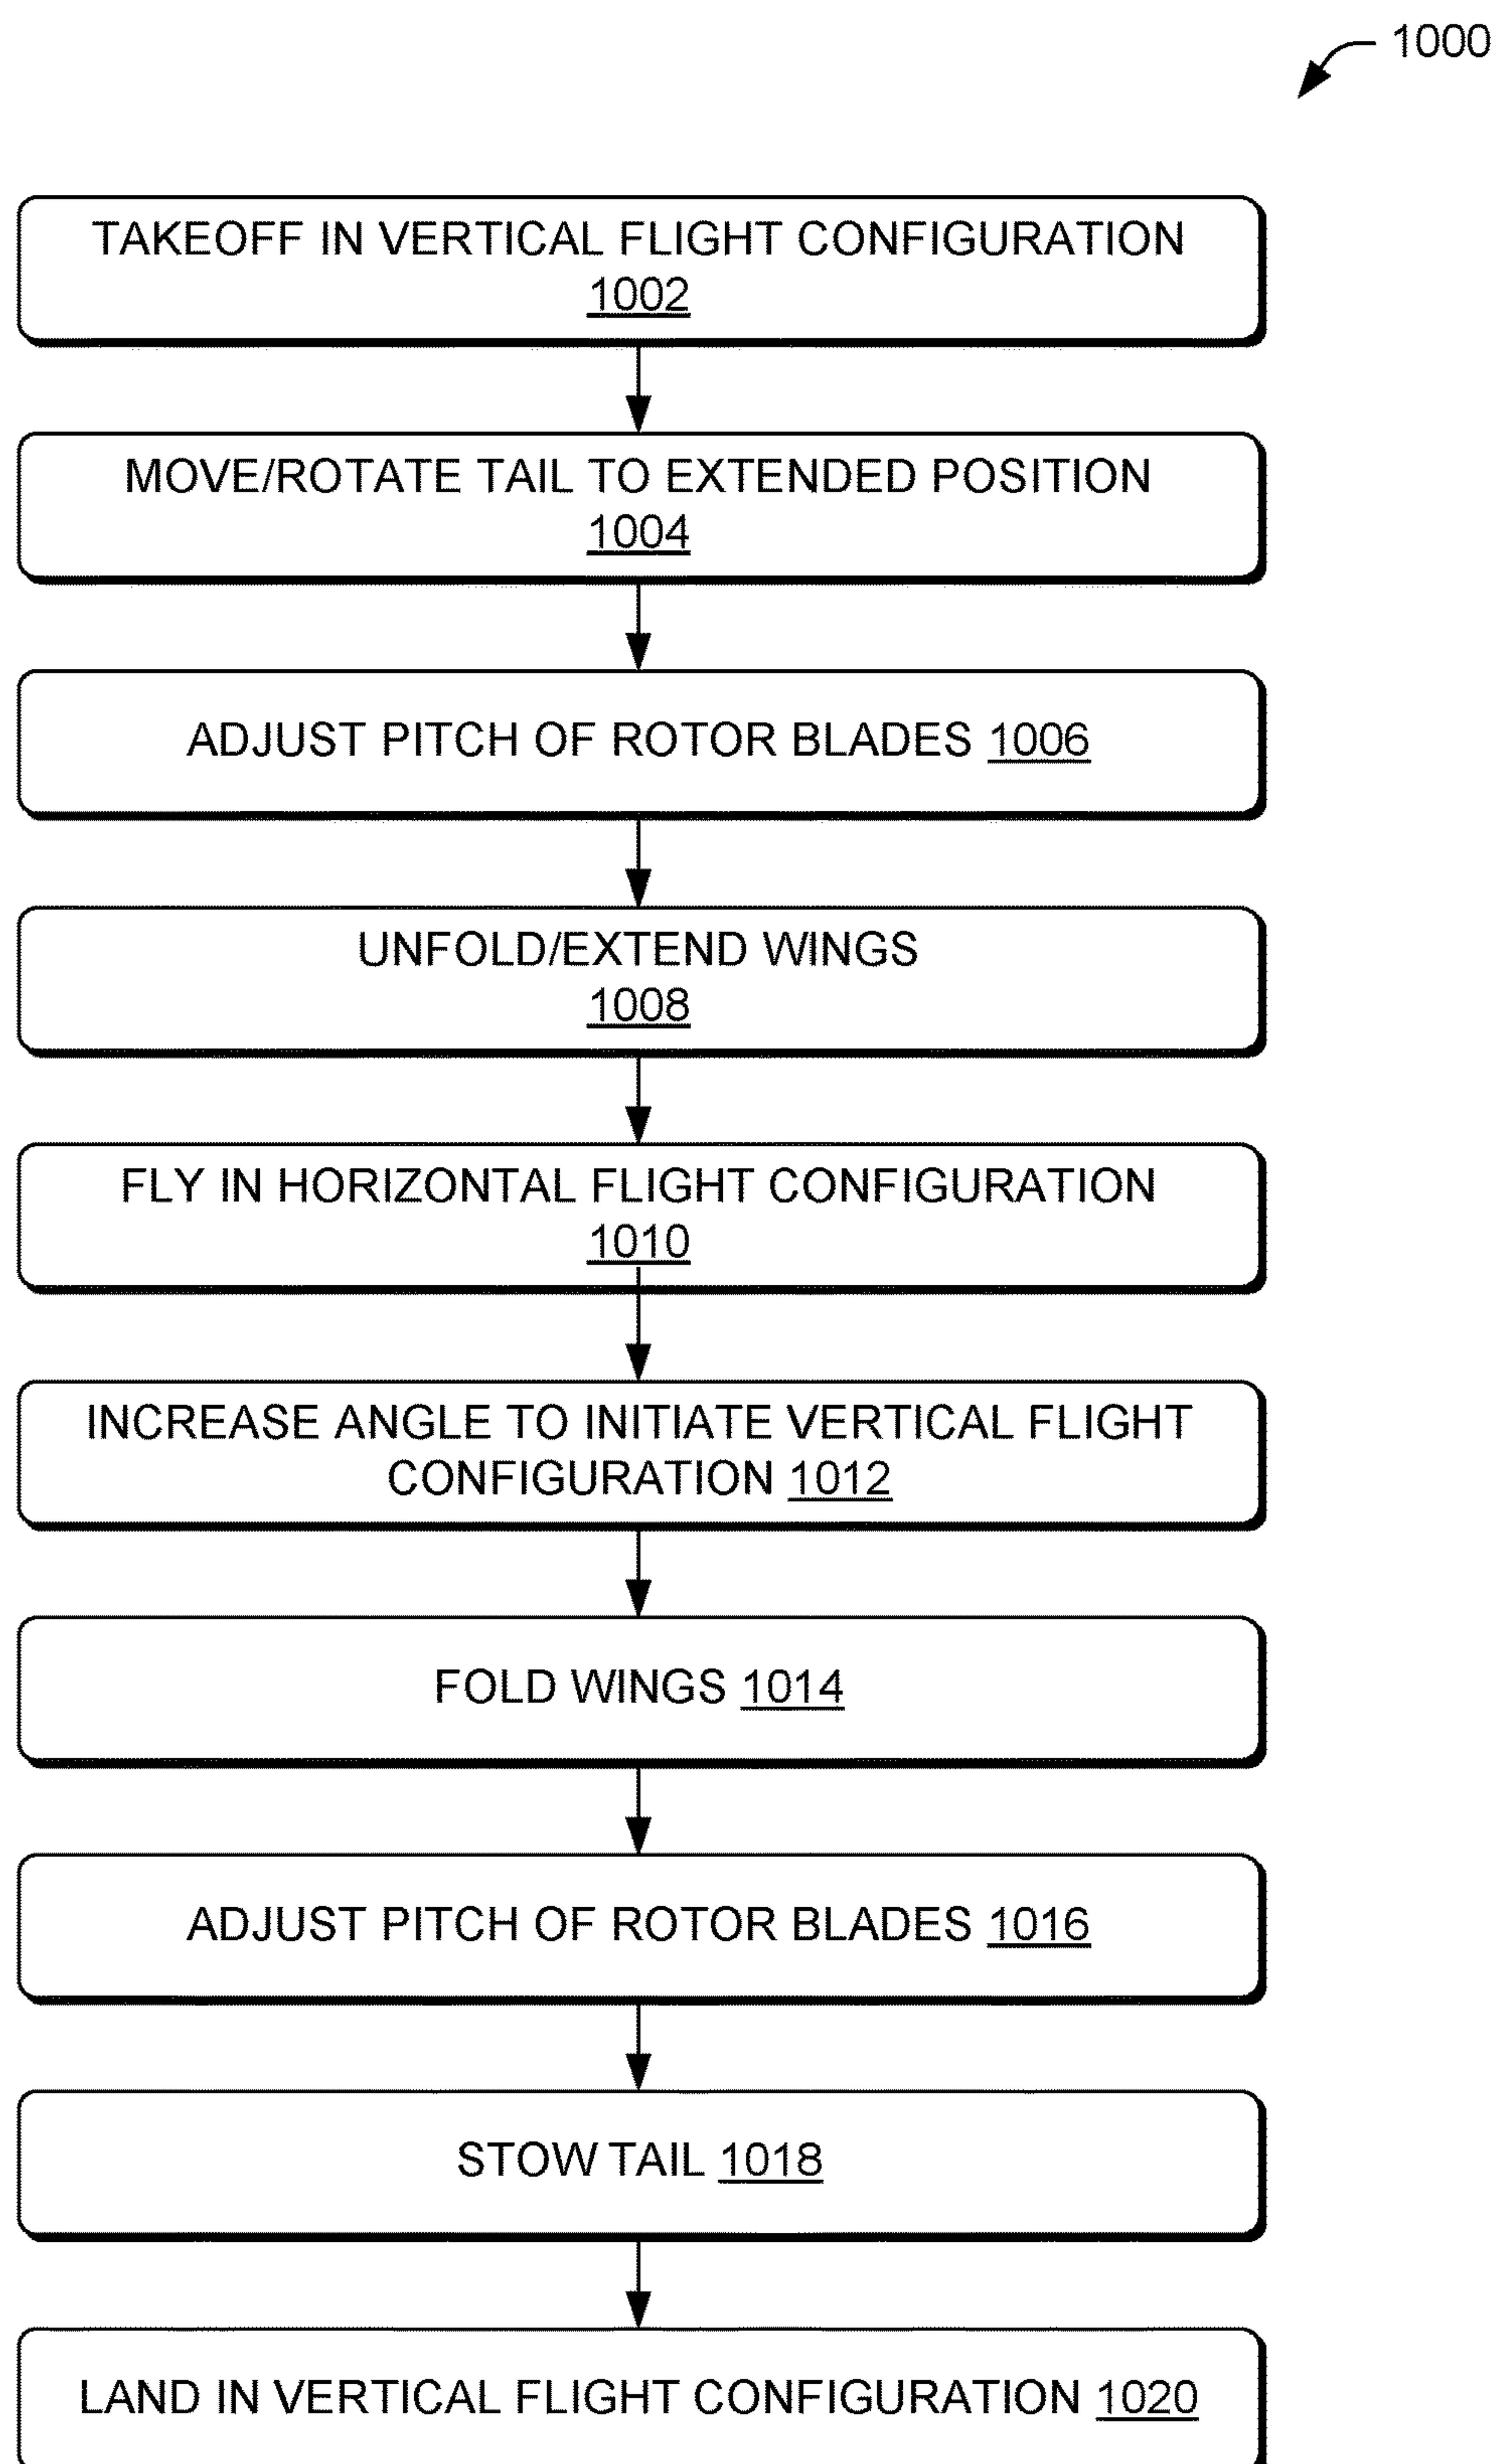 1000
TAKEOFF IN VERTICAL FLIGHT CONFIGURATION
1002
MOVE/ROTATE TAIL TO EXTENDED POSITION
1004
ADJUST PITCH OF ROTOR BLADES 1006
UNFOLD/EXTEND WINGS
1008
FLY IN HORIZONTAL FLIGHT CONFIGURATION
1010
INCREASE ANGLE TO INITIATE VERTICAL FLIGHT
CONFIGURATION 1012
FOLD WINGS 1014
ADJUST PITCH OF ROTOR BLADES 1016
STOW TAIL 1018
LAND IN VERTICAL FLIGHT CONFIGURATION 1020